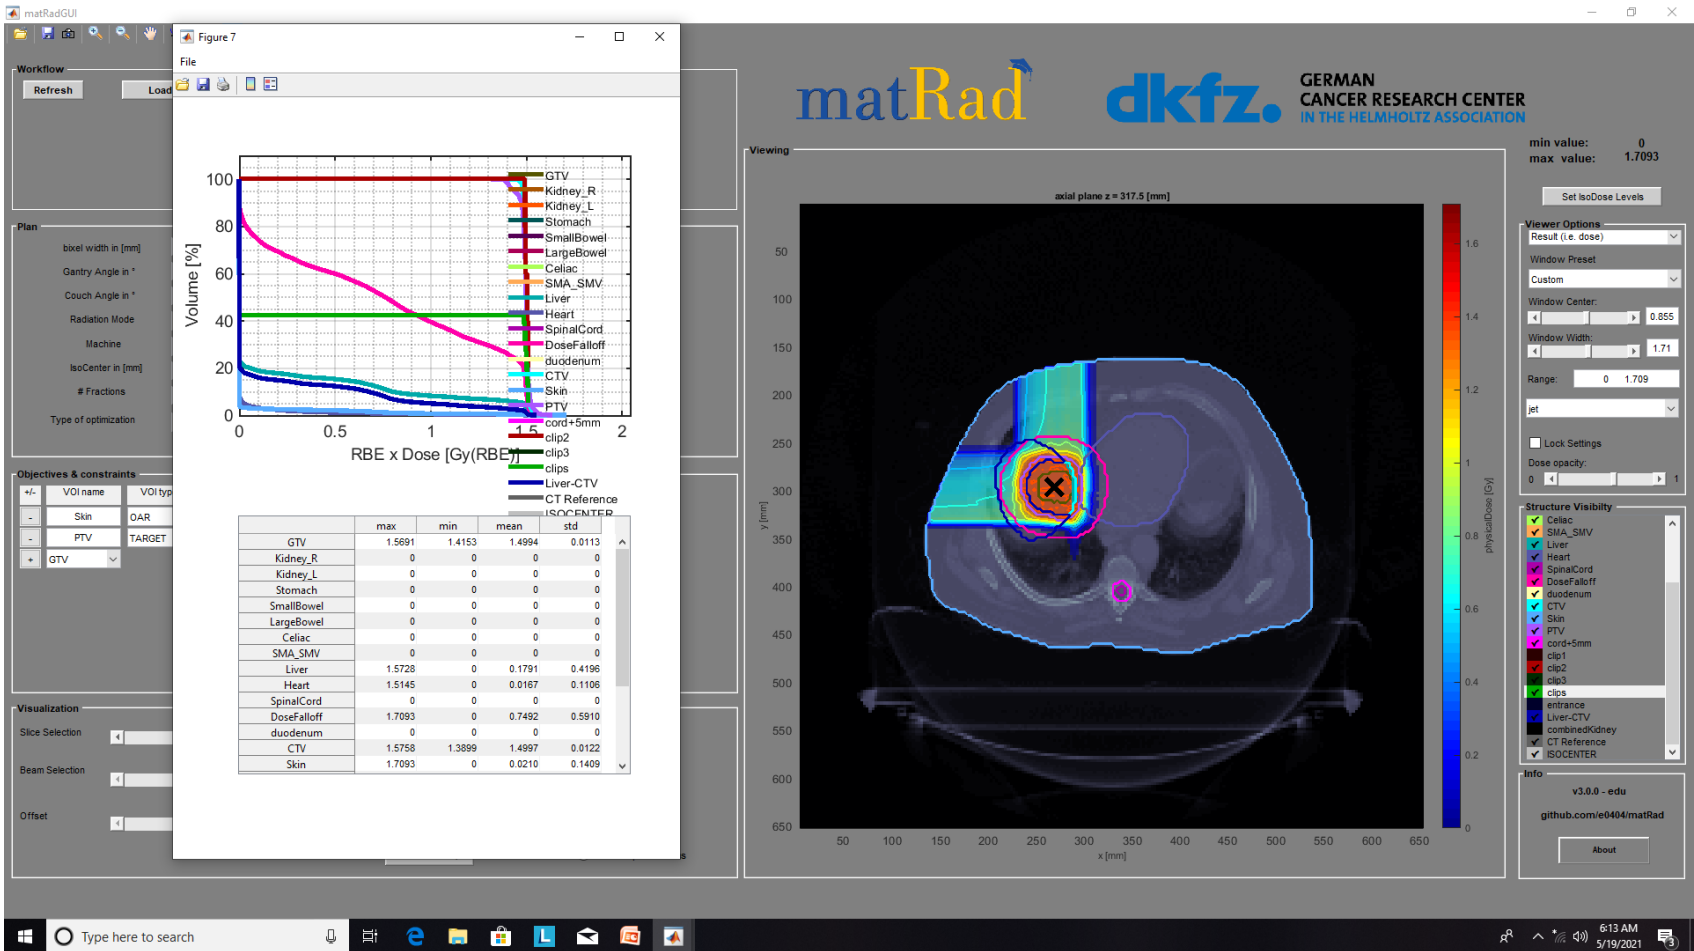 matRadGUI
Figure 7
File
Workflow
Refresh
Load
Plan
bixel width in [mm]
Gantry Angle in °
Couch Angle in °
Radiation Mode
Machine
IsoCenter in [mm]
# Fractions
Type of optimization
Objectives & constraints
+/- VOI name VOI typ
- Skin OAR
- PTV TARGET
+ GTV
Visualization
Slice Selection
Beam Selection
Offset
Volume [%]
100
80
60
40
20
0
0 0.5 1 1.5 2
RBE x Dose [Gy(RBE)]
GTV
Kidney_R
Kidney_L
Stomach
SmallBowel
LargeBowel
Celiac
SMA_SMV
Liver
Heart
SpinalCord
DoseFalloff
duodenum
CTV
Skin
PTV
cord+5mm
clip2
clip3
clips
Liver-CTV
CT Reference
ISOCENTER
max min mean std
GTV 1.5691 1.4153 1.4994 0.0113
Kidney_R 0 0 0 0
Kidney_L 0 0 0 0
Stomach 0 0 0 0
SmallBowel 0 0 0 0
LargeBowel 0 0 0 0
Celiac 0 0 0 0
SMA_SMV 0 0 0 0
Liver 1.5728 0 0.1791 0.4196
Heart 1.5145 0 0.0167 0.1106
SpinalCord 0 0 0 0
DoseFalloff 1.7093 0 0.7492 0.5910
duodenum 0 0 0 0
CTV 1.5758 1.3899 1.4997 0.0122
Skin 1.7093 0 0.0210 0.1409
matRad
dkfz.
GERMAN
CANCER RESEARCH CENTER
IN THE HELMHOLTZ ASSOCIATION
Viewing
axial plane z = 317.5 [mm]
y [mm]
50
100
150
200
250
300
350
400
450
500
550
600
650
50 100 150 200 250 300 350 400 450 500 550 600 650
x [mm]
1.6
1.4
1.2
1
0.8
0.6
0.4
0.2
0
physicalDose [Gy]
min value: 0
max value: 1.7093
Set IsoDose Levels
Viewer Options
Result (i.e. dose)
Window Preset
Custom
Window Center:
0.855
Window Width:
1.71
Range: 0 1.709
jet
Lock Settings
Dose opacity:
0 1
Structure Visibilty
Celiac
SMA_SMV
Liver
Heart
SpinalCord
DoseFalloff
duodenum
CTV
Skin
PTV
cord+5mm
clip1
clip2
clip3
clips
entrance
Liver-CTV
combinedKidney
CT Reference
ISOCENTER
Info
v3.0.0 - edu
github.com/e0404/matRad
About
Type here to search
L
6:13 AM
5/19/2021
3